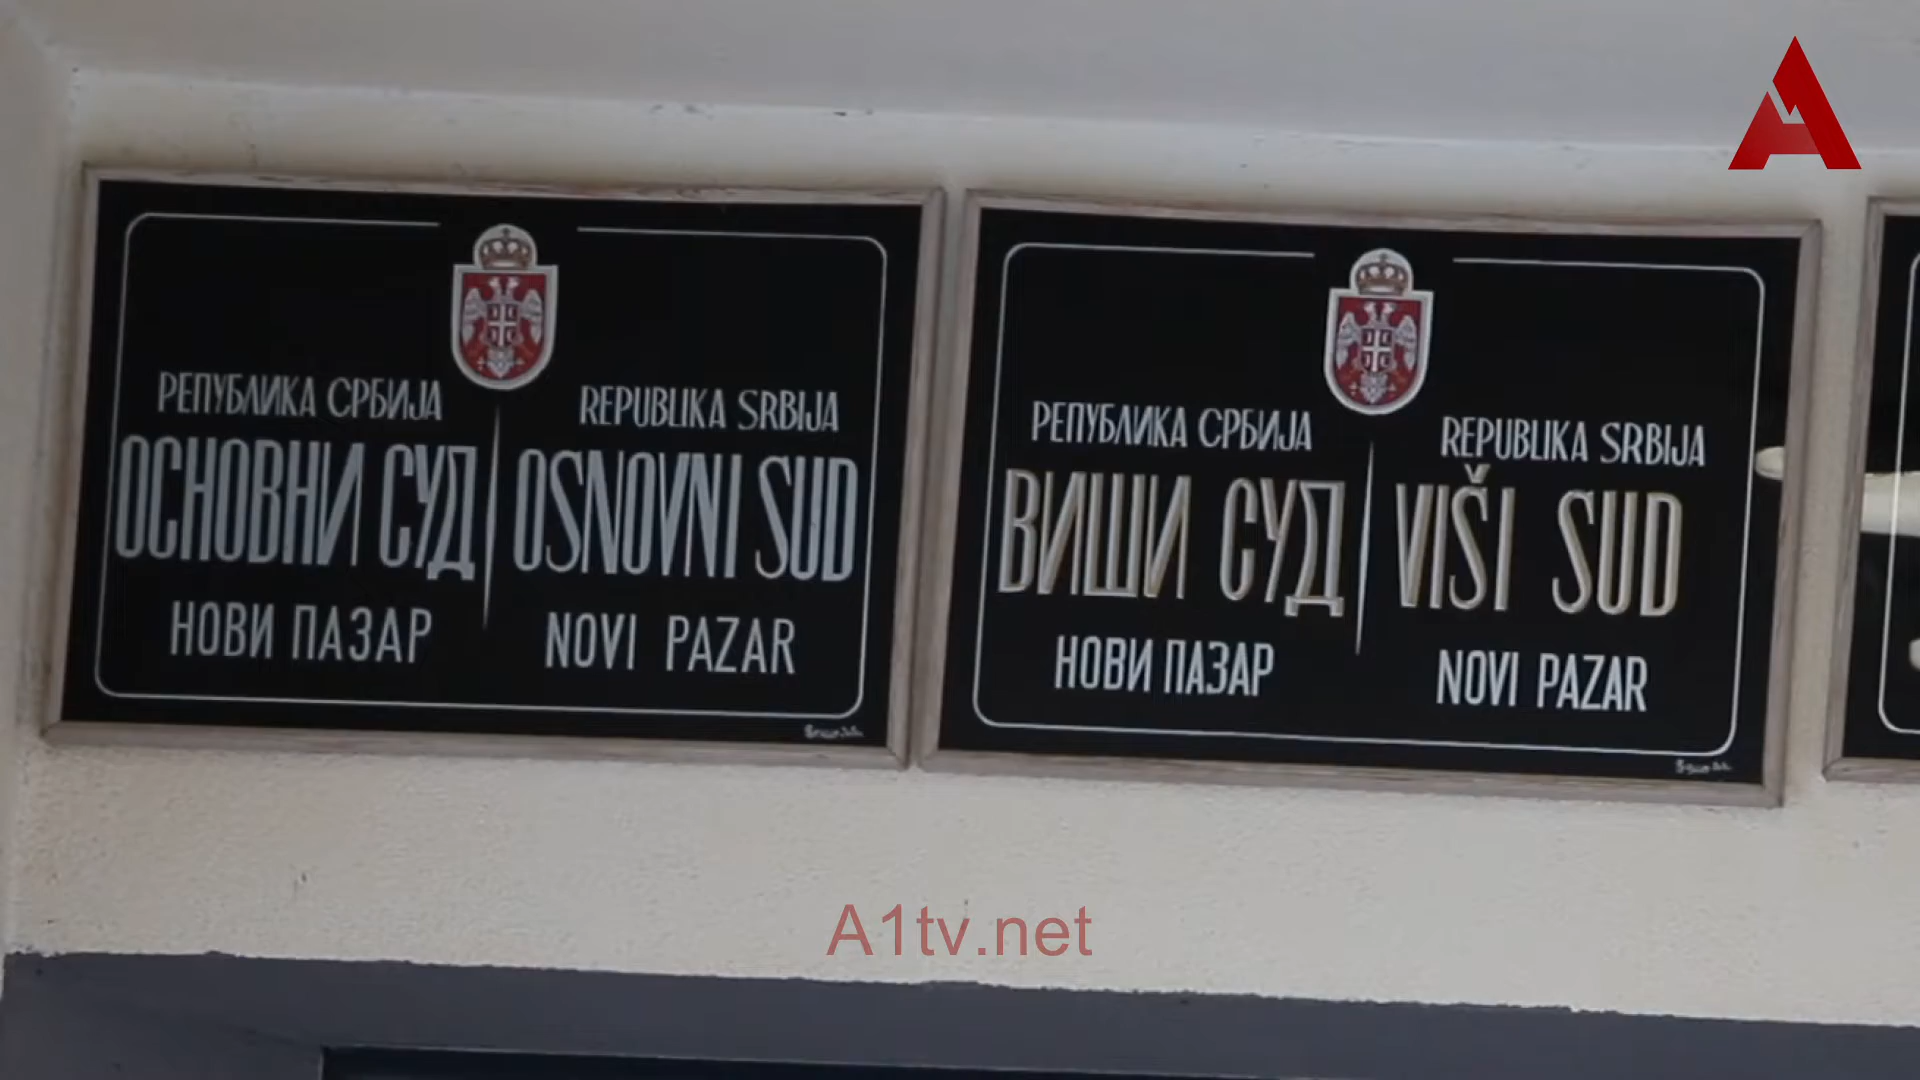 РЕПУБЛИКА СРБИЈА
ОСНОВНИ СУД
НОВИ ПАЗАР
REPUBLIKA SRBIJA
OSNOVNI SUD
NOVI PAZAR
РЕПУБЛИКА СРБИЈА
ВИШИ СУД
НОВИ ПАЗАР
REPUBLIKA SRBIJA
VIŠI SUD
NOVI PAZAR
A1tv.net